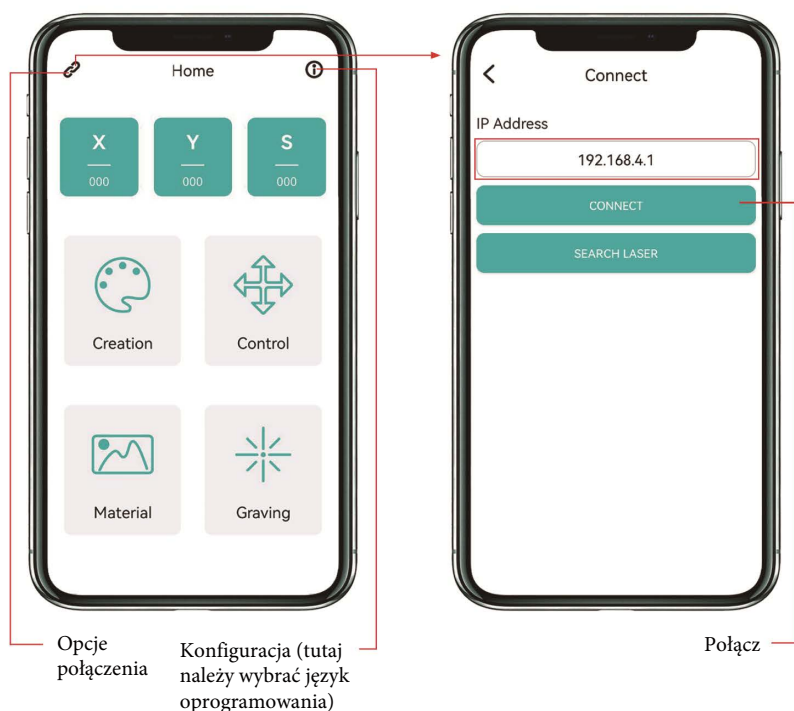 Home
X
Y
S
000
000
000
Creation
Control
Material
Graving
Connect
IP Address
192.168.4.1
CONNECT
SEARCH LASER
Opcje
połączenia
Konfiguracja (tutaj
należy wybrać język
oprogramowania)
Połącz